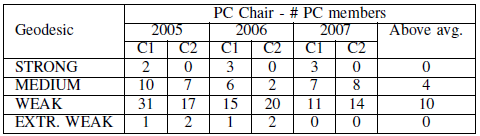 Geodesic PC Chair - # PC members
2005 2006 2007 Above avg.
C1 C2 C1 C2 C1 C2
STRONG 2 0 3 0 3 0 0
MEDIUM 10 7 6 2 7 8 4
WEAK 31 17 15 20 11 14 10
EXTR. WEAK 1 2 1 2 0 0 0